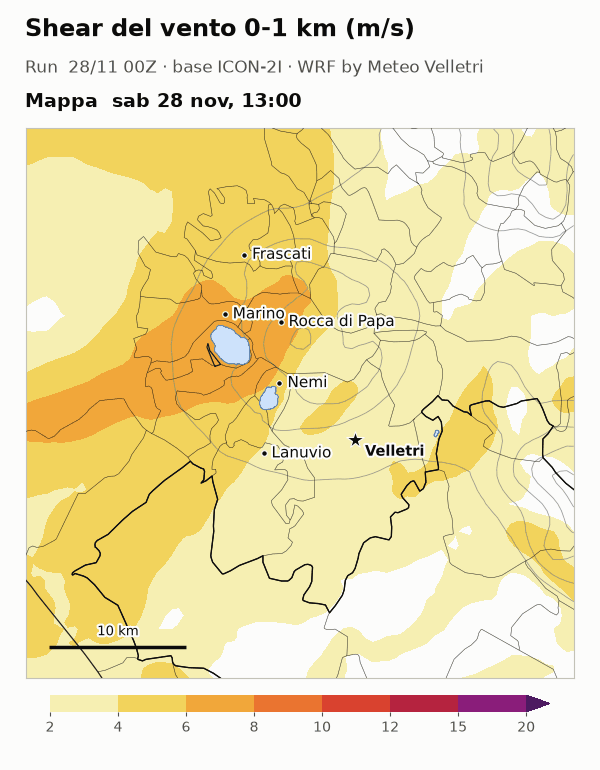 Shear del vento 0-1 km (m/s)
Run  28/11 00Z · base ICON-2I · WRF by Meteo Velletri
Mappa  sab 28 nov, 13:00
Frascati
Marino
Rocca di Papa
Nemi
Velletri
Lanuvio
10 km
2 4 6 8 10 12 15 20